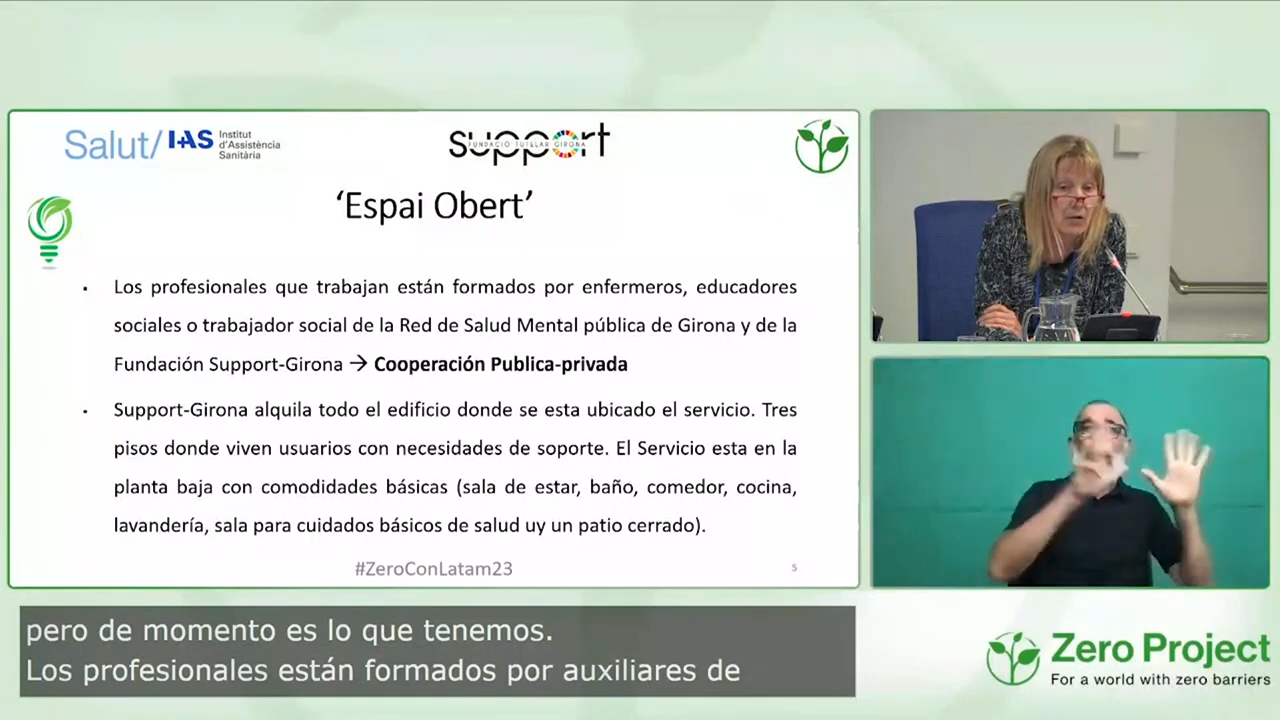 Salut/ IAS Institut
d'Assistència
Sanitària
support
FUNDACIÓ TUTELAR GIRONA
‘Espai Obert’
Los profesionales que trabajan están formados por enfermeros, educadores
sociales o trabajador social de la Red de Salud Mental pública de Girona y de la
Fundación Support-Girona → Cooperación Publica-privada
Support-Girona alquila todo el edificio donde se esta ubicado el servicio. Tres
pisos donde viven usuarios con necesidades de soporte. El Servicio esta en la
planta baja con comodidades básicas (sala de estar, baño, comedor, cocina,
lavandería, sala para cuidados básicos de salud uy un patio cerrado).
#ZeroConLatam23
5
pero de momento es lo que tenemos.
Los profesionales están formados por auxiliares de
Zero Project
For a world with zero barriers